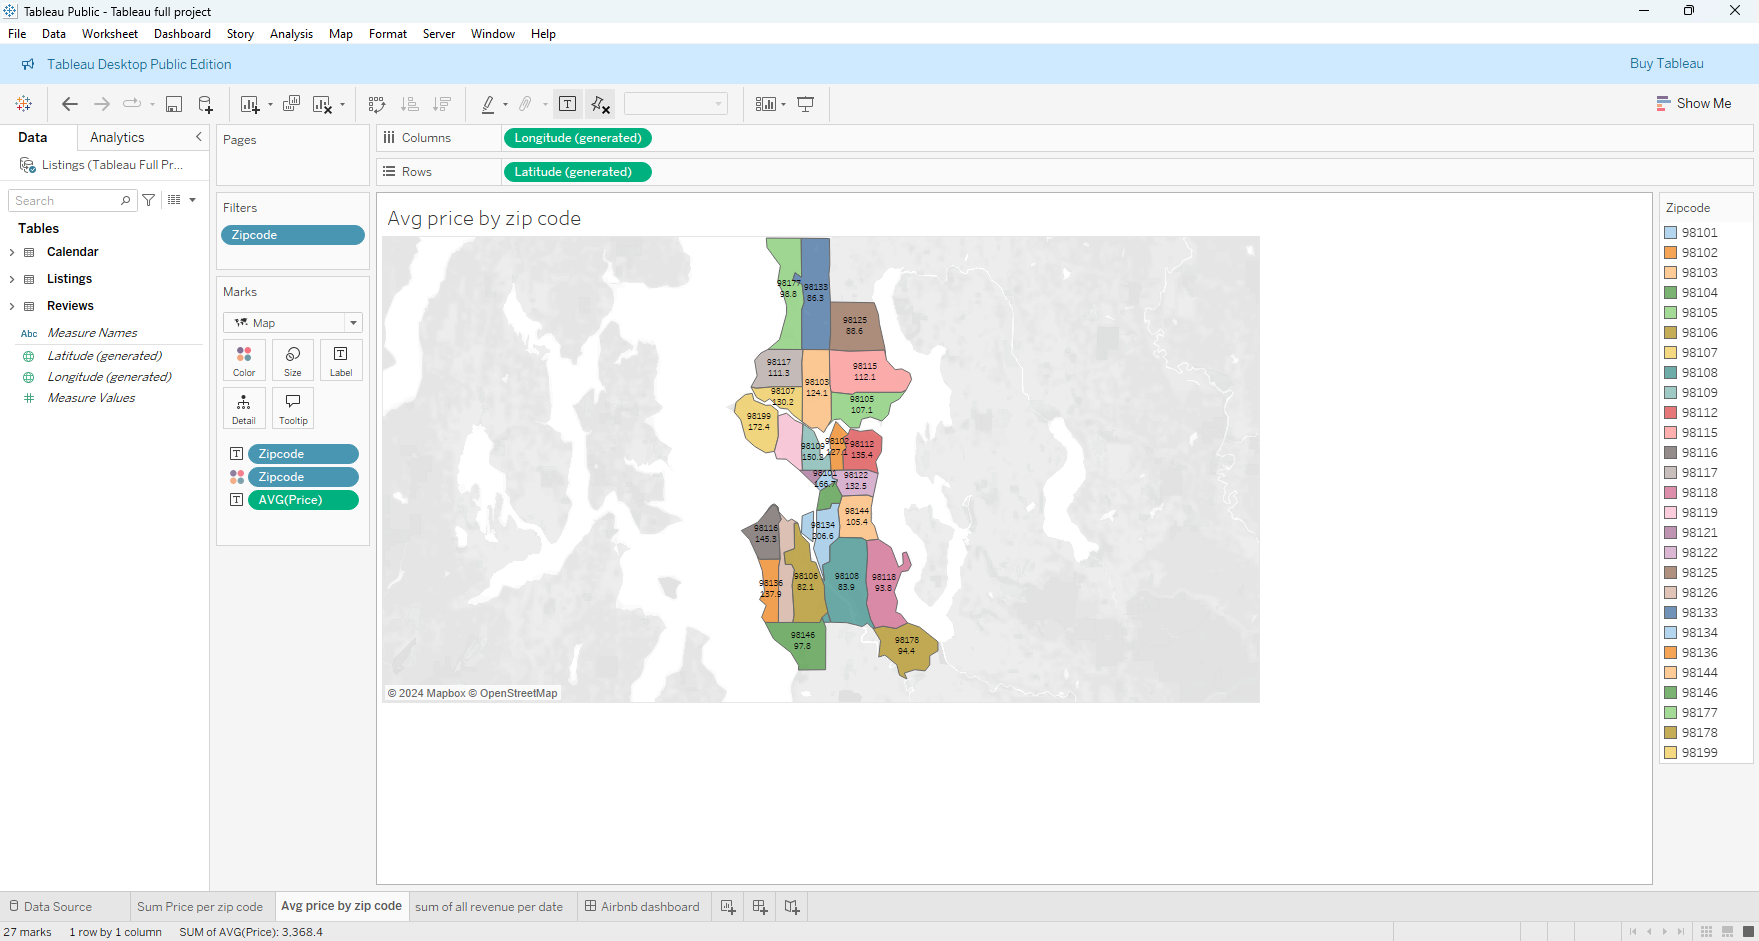 Tableau Public - Tableau full project
File Data Worksheet Dashboard Story Analysis Map Format Server Window Help
Tableau Desktop Public Edition
Buy Tableau
Show Me
Data Analytics
Listings (Tableau Full Pr...
Search
Tables
Calendar
Listings
Reviews
Abc Measure Names
Latitude (generated)
Longitude (generated)
# Measure Values
Pages
Filters
Zipcode
Marks
Map
Color Size Label
Detail Tooltip
Zipcode
Zipcode
AVG(Price)
Columns Longitude (generated)
Rows Latitude (generated)
Avg price by zip code
98177
98.8
98133
86.3
98125
88.6
98117
111.3
98103
124.1
98115
112.1
98107
130.2
98105
107.1
98199
172.4
98109
150.3
98102
127.1
98112
135.4
98101
166.7
98122
132.5
98144
105.4
98134
206.6
98116
145.3
98136
137.9
98106
82.1
98108
83.9
98118
93.8
98146
97.8
98178
94.4
© 2024 Mapbox © OpenStreetMap
Zipcode
98101
98102
98103
98104
98105
98106
98107
98108
98109
98112
98115
98116
98117
98118
98119
98121
98122
98125
98126
98133
98134
98136
98144
98146
98177
98178
98199
Data Source Sum Price per zip code Avg price by zip code sum of all revenue per date Airbnb dashboard
27 marks 1 row by 1 column SUM of AVG(Price): 3,368.4